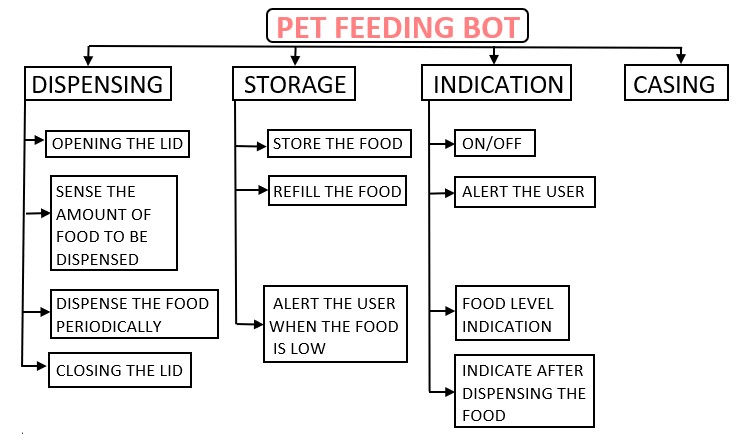 PET FEEDING BOT
DISPENSING
STORAGE
INDICATION
CASING
OPENING THE LID
SENSE THE
AMOUNT OF
FOOD TO BE
DISPENSED
DISPENSE THE FOOD
PERIODICALLY
CLOSING THE LID
STORE THE FOOD
REFILL THE FOOD
ALERT THE USER
WHEN THE FOOD
IS LOW
ON/OFF
ALERT THE USER
FOOD LEVEL
INDICATION
INDICATE AFTER
DISPENSING THE
FOOD